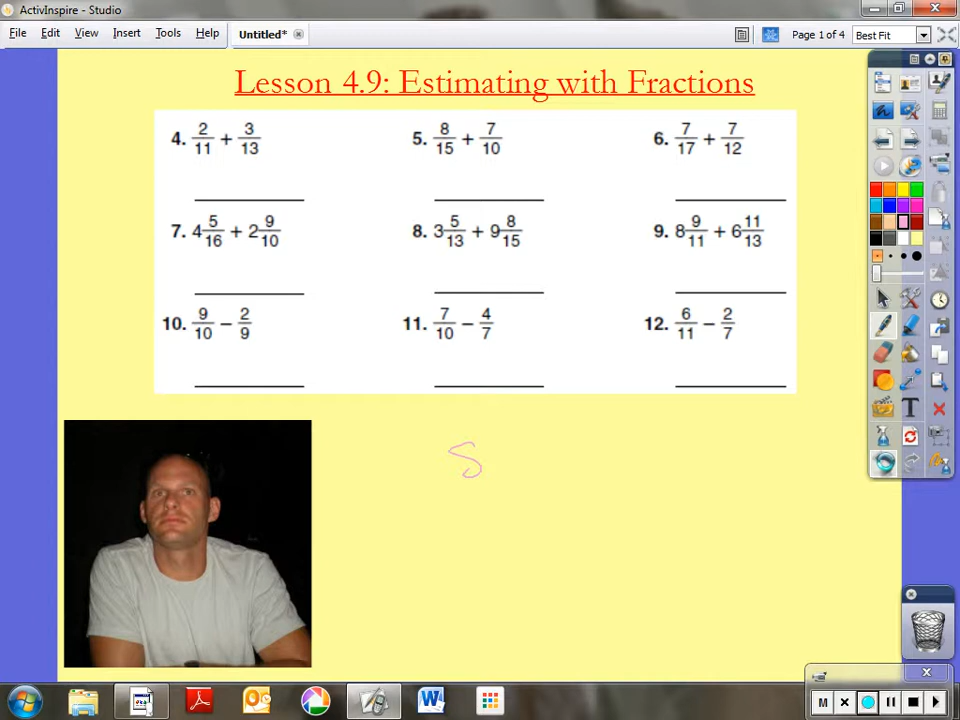 ActivInspire - Studio
File Edit View Insert Tools Help Untitled* Page 1 of 4 Best Fit
Lesson 4.9: Estimating with Fractions
4. 2/11 + 3/13 5. 8/15 + 7/10 6. 7/17 + 7/12
7. 4 5/16 + 2 9/10 8. 3 5/13 + 9 8/15 9. 8 9/11 + 6 11/13
10. 9/10 − 2/9 11. 7/10 − 4/7 12. 6/11 − 2/7
S
M